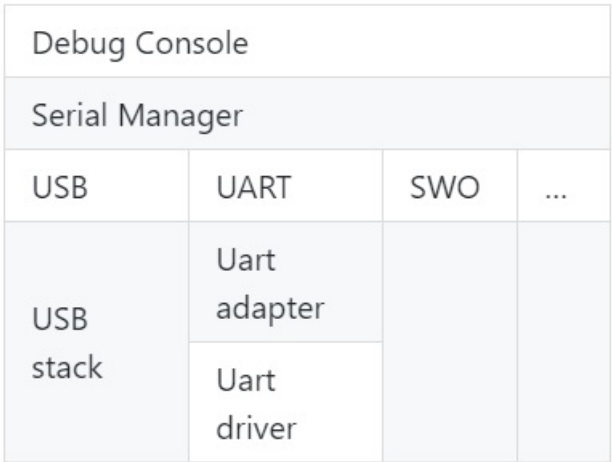 Debug Console
Serial Manager
USB UART SWO ...
USB
stack
Uart
adapter
Uart
driver